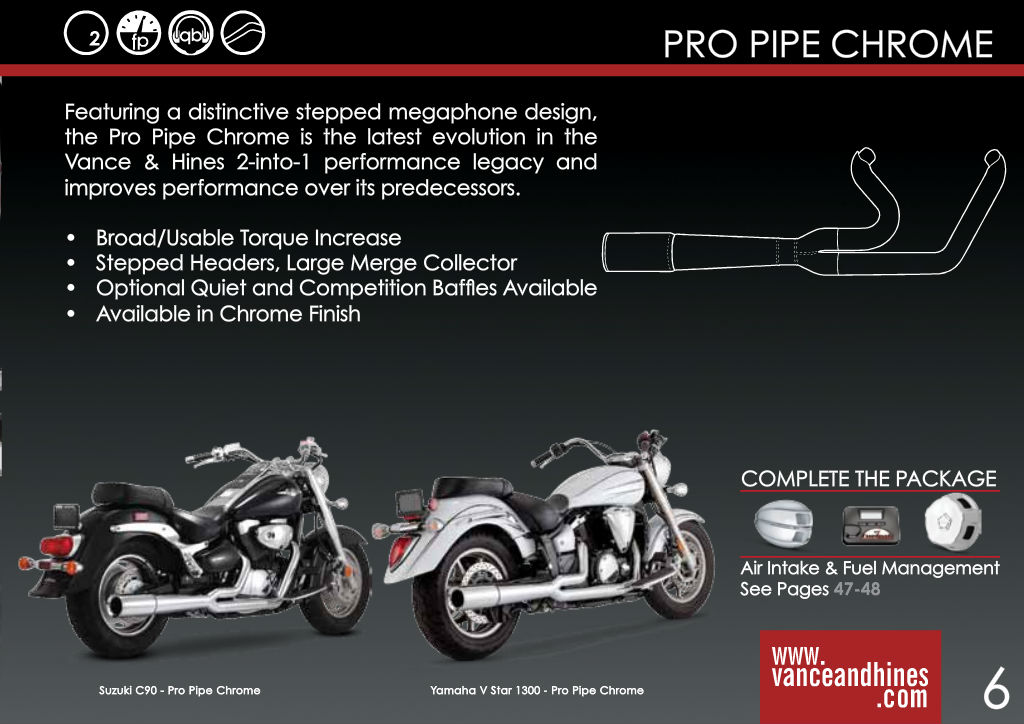 2 fp qb
PRO PIPE CHROME
Featuring a distinctive stepped megaphone design,
the Pro Pipe Chrome is the latest evolution in the
Vance & Hines 2-into-1 performance legacy and
improves performance over its predecessors.
• Broad/Usable Torque Increase
• Stepped Headers, Large Merge Collector
• Optional Quiet and Competition Baffles Available
• Available in Chrome Finish
COMPLETE THE PACKAGE
Air Intake & Fuel Management
See Pages 47-48
Suzuki C90 - Pro Pipe Chrome
Yamaha V Star 1300 - Pro Pipe Chrome
www.
vanceandhines
.com
6